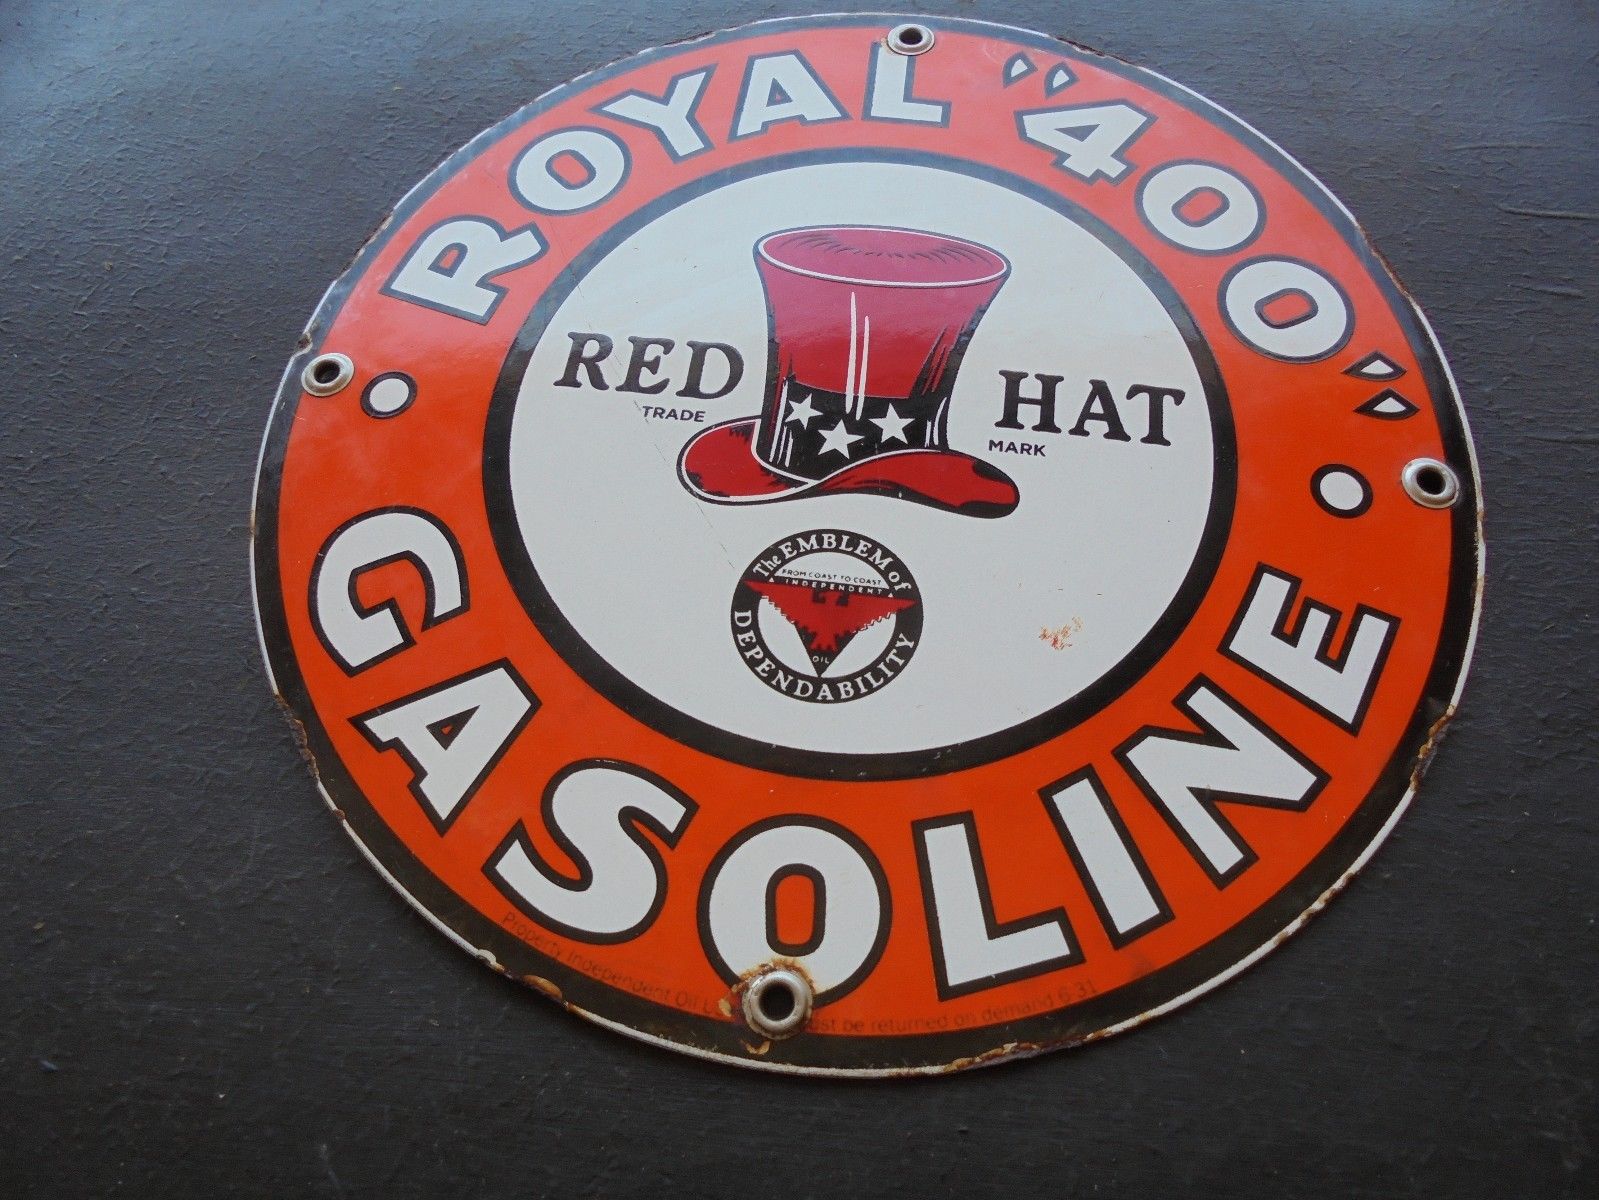 ROYAL "400"
RED HAT
TRADE MARK
The EMBLEM of
FROM COAST TO COAST
INDEPENDENT
OIL
DEPENDABILITY
GASOLINE
Property Independent Oil be returned on demand 6-31